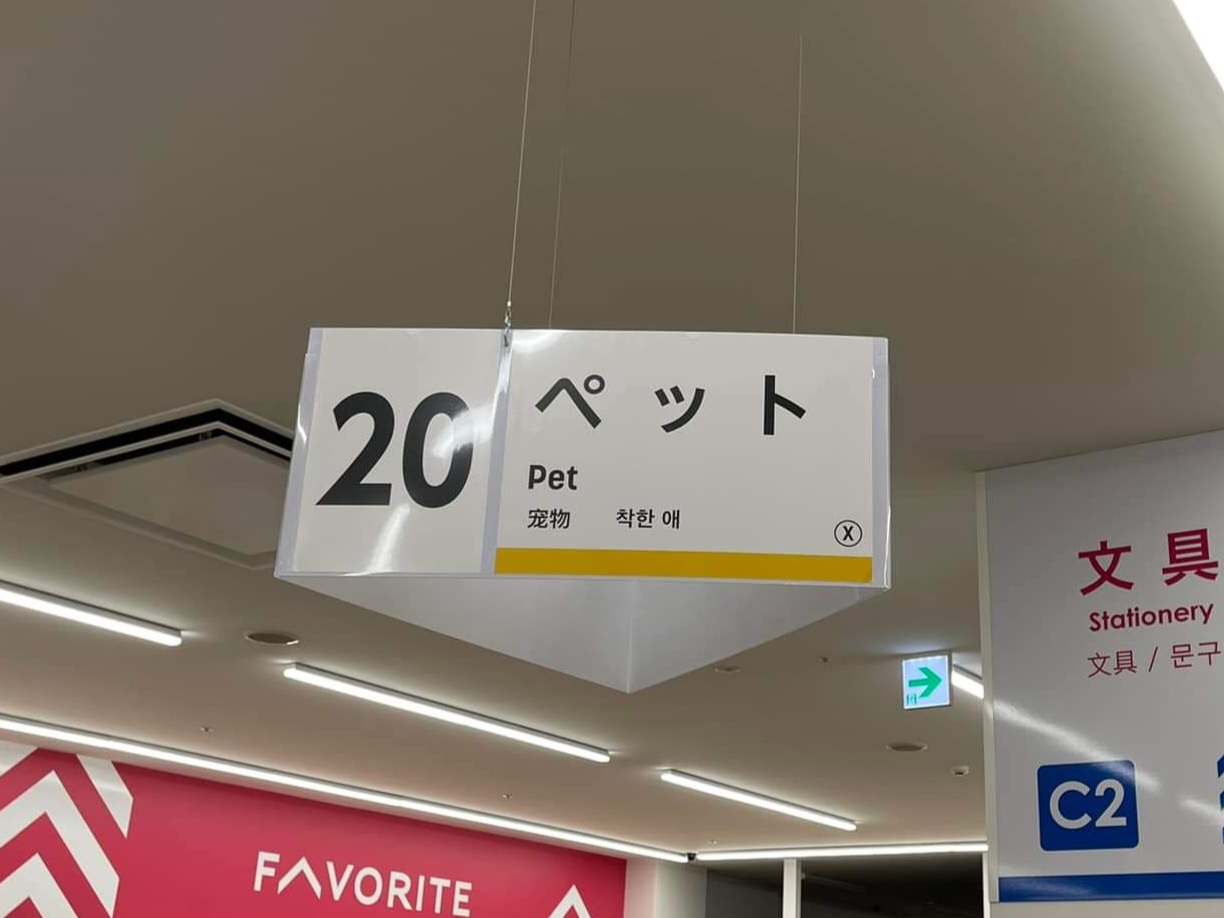 20
ペット
Pet
宠物 착한 애
X
文具
Stationery
文具 / 문구
C2
FAVORITE